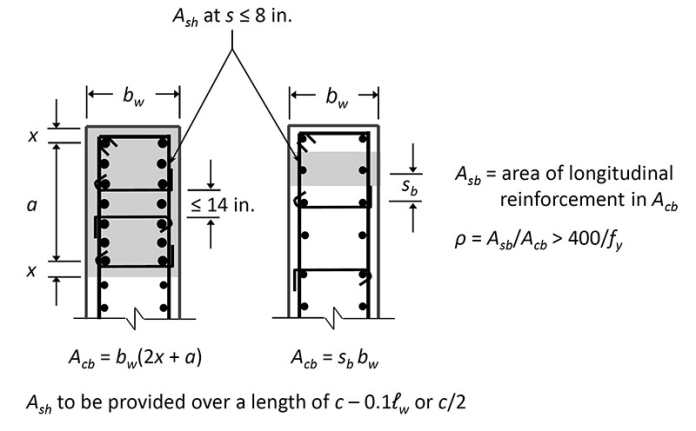 A_sh at s ≤ 8 in.
b_w
b_w
x
a
x
≤ 14 in.
s_b
A_sb = area of longitudinal
reinforcement in A_cb
ρ = A_sb/A_cb > 400/f_y
A_cb = b_w(2x + a)
A_cb = s_b b_w
A_sh to be provided over a length of c – 0.1ℓ_w or c/2